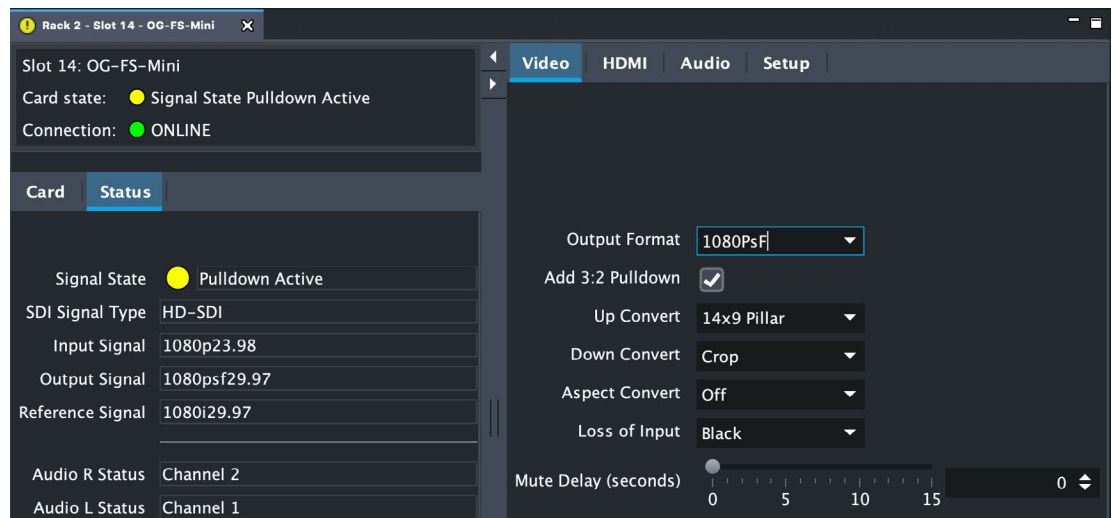 Rack 2 - Slot 14 - OG-FS-Mini
Slot 14: OG-FS-Mini
Card state: Signal State Pulldown Active
Connection: ONLINE
Card Status
Signal State Pulldown Active
SDI Signal Type HD-SDI
Input Signal 1080p23.98
Output Signal 1080psf29.97
Reference Signal 1080i29.97
Audio R Status Channel 2
Audio L Status Channel 1
Video HDMI Audio Setup
Output Format 1080PsF
Add 3:2 Pulldown
Up Convert 14x9 Pillar
Down Convert Crop
Aspect Convert Off
Loss of Input Black
Mute Delay (seconds) 0
0 5 10 15